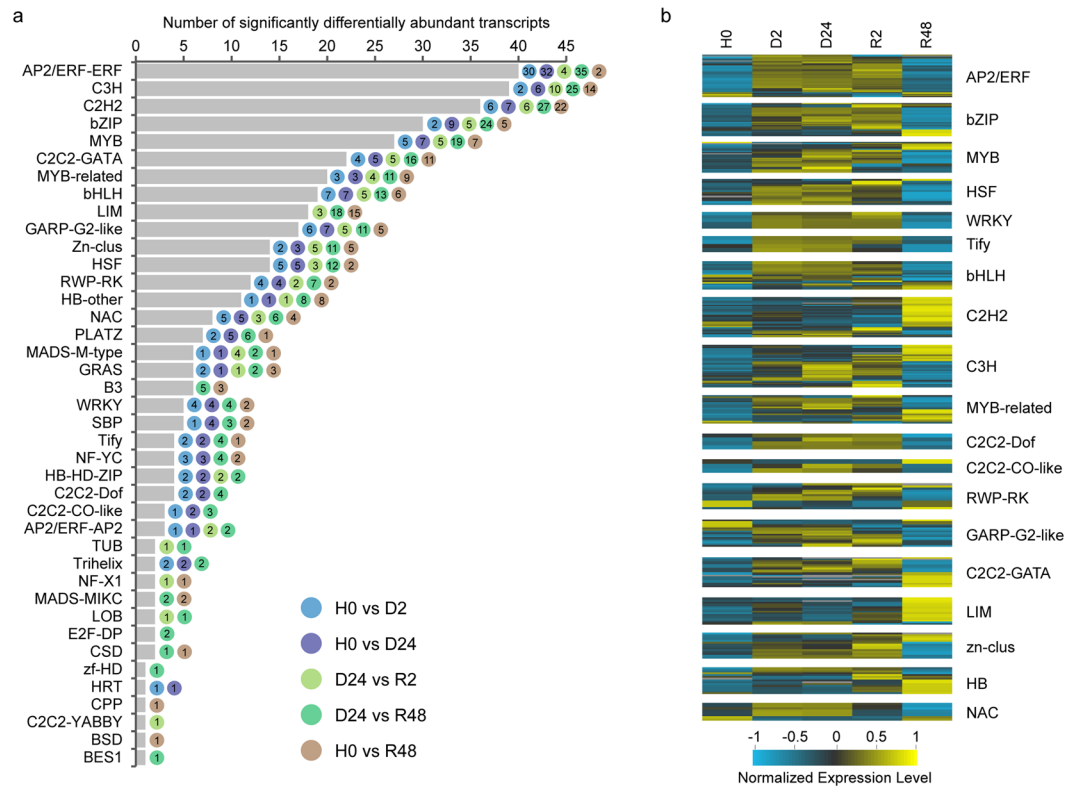 a
Number of significantly differentially abundant transcripts
0 5 10 15 20 25 30 35 40 45
AP2/ERF-ERF 30 32 4 35 2
C3H 2 6 10 25 14
C2H2 6 7 6 27 22
bZIP 2 9 5 24 5
MYB 5 7 5 19 7
C2C2-GATA 4 5 5 16 11
MYB-related 3 3 4 11 9
bHLH 7 7 5 13 6
LIM 3 18 15
GARP-G2-like 6 7 5 11 5
Zn-clus 2 3 5 11 5
HSF 5 5 3 12 2
RWP-RK 4 4 2 7 2
HB-other 1 1 1 8 8
NAC 5 5 3 6 4
PLATZ 2 5 6 1
MADS-M-type 1 1 4 2 1
GRAS 2 1 1 2 3
B3 5 3
WRKY 4 4 4 2
SBP 1 4 3 2
Tify 2 2 4 1
NF-YC 3 3 4 2
HB-HD-ZIP 2 2 2 2
C2C2-Dof 2 2 4
C2C2-CO-like 1 2 3
AP2/ERF-AP2 1 1 2 2
TUB 1 1
Trihelix 2 2 2
NF-X1 1 1
MADS-MIKC 2 2
LOB 1 1
E2F-DP 2
CSD 1 1
zf-HD 1
HRT 1 1
CPP 1
C2C2-YABBY 1
BSD 1
BES1 1
H0 vs D2
H0 vs D24
D24 vs R2
D24 vs R48
H0 vs R48
b
H0 D2 D24 R2 R48
AP2/ERF
bZIP
MYB
HSF
WRKY
Tify
bHLH
C2H2
C3H
MYB-related
C2C2-Dof
C2C2-CO-like
RWP-RK
GARP-G2-like
C2C2-GATA
LIM
zn-clus
HB
NAC
-1 -0.5 0 0.5 1
Normalized Expression Level